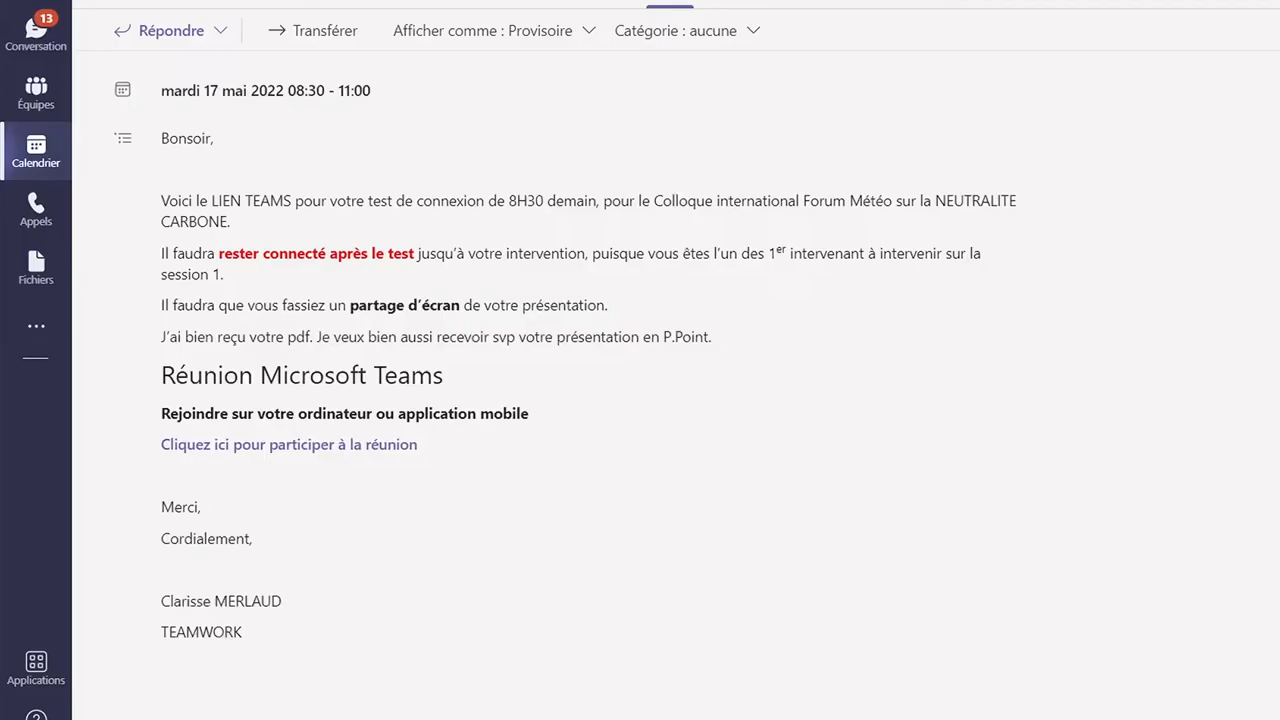 13
Conversation
Équipes
Calendrier
Appels
Fichiers
Applications
Répondre
Transférer
Afficher comme : Provisoire
Catégorie : aucune
mardi 17 mai 2022 08:30 - 11:00
Bonsoir,
Voici le LIEN TEAMS pour votre test de connexion de 8H30 demain, pour le Colloque international Forum Météo sur la NEUTRALITE
CARBONE.
Il faudra rester connecté après le test jusqu'à votre intervention, puisque vous êtes l'un des 1er intervenant à intervenir sur la
session 1.
Il faudra que vous fassiez un partage d'écran de votre présentation.
J'ai bien reçu votre pdf. Je veux bien aussi recevoir svp votre présentation en P.Point.
Réunion Microsoft Teams
Rejoindre sur votre ordinateur ou application mobile
Cliquez ici pour participer à la réunion
Merci,
Cordialement,
Clarisse MERLAUD
TEAMWORK